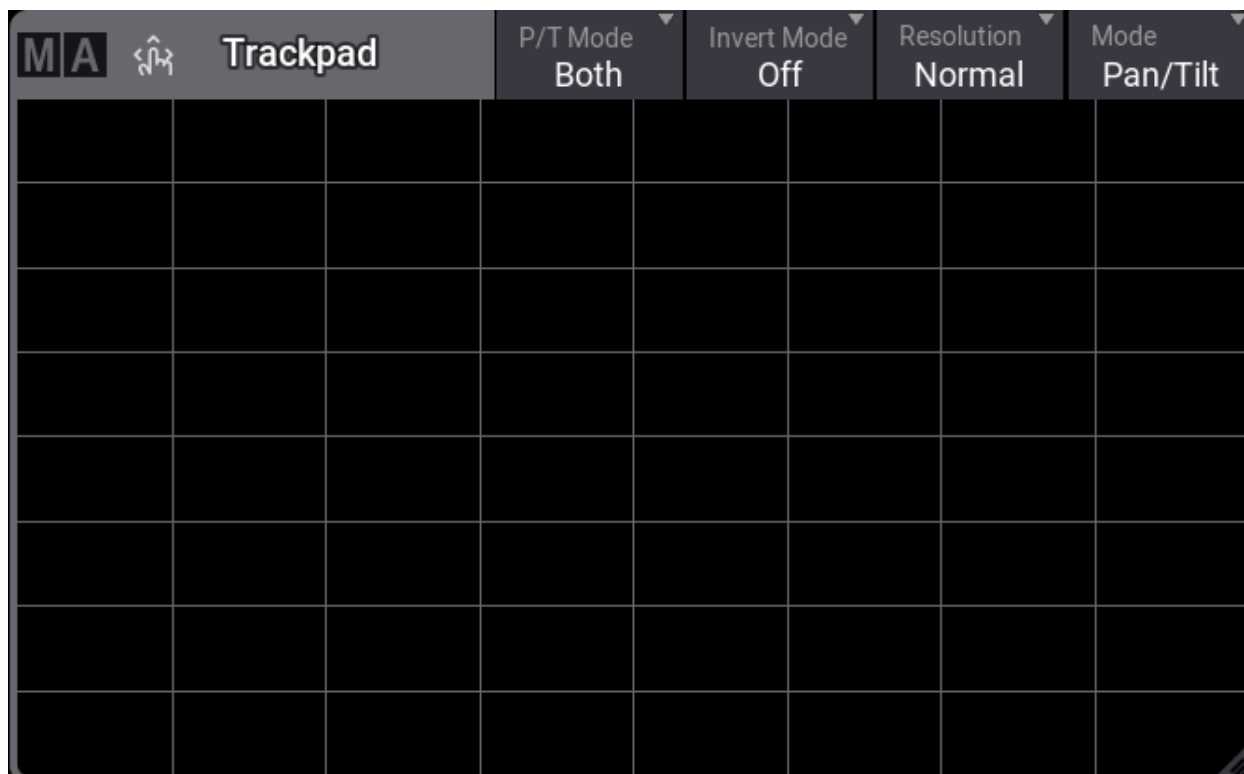 MA Trackpad
P/T Mode
Both
Invert Mode
Off
Resolution
Normal
Mode
Pan/Tilt